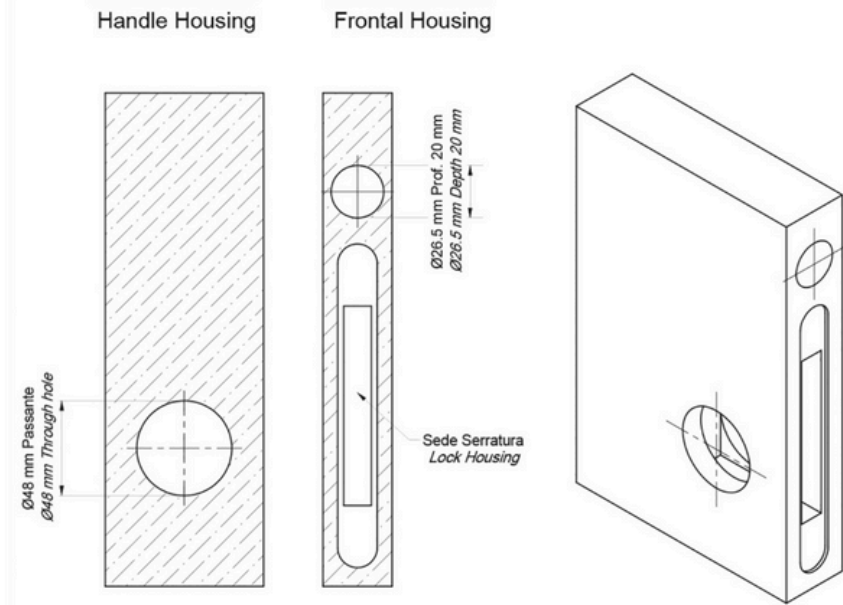 Handle Housing
Frontal Housing
Ø26.5 mm Prof. 20 mm
Ø26.5 mm Depth 20 mm
Ø48 mm Passante
Ø48 mm Through hole
Sede Serratura
Lock Housing